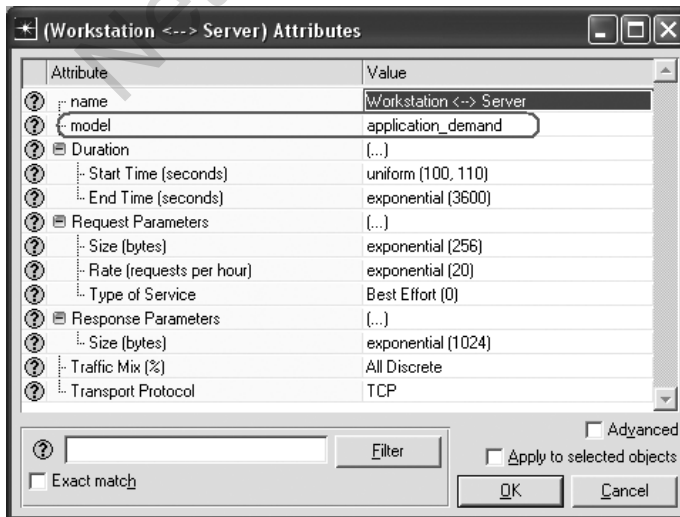 (Workstation <--> Server) Attributes
Attribute Value
name Workstation <--> Server
model application_demand
Duration (...)
Start Time (seconds) uniform (100, 110)
End Time (seconds) exponential (3600)
Request Parameters (...)
Size (bytes) exponential (256)
Rate (requests per hour) exponential (20)
Type of Service Best Effort (0)
Response Parameters (...)
Size (bytes) exponential (1024)
Traffic Mix (%) All Discrete
Transport Protocol TCP
Advanced
Filter
Apply to selected objects
Exact match
OK Cancel